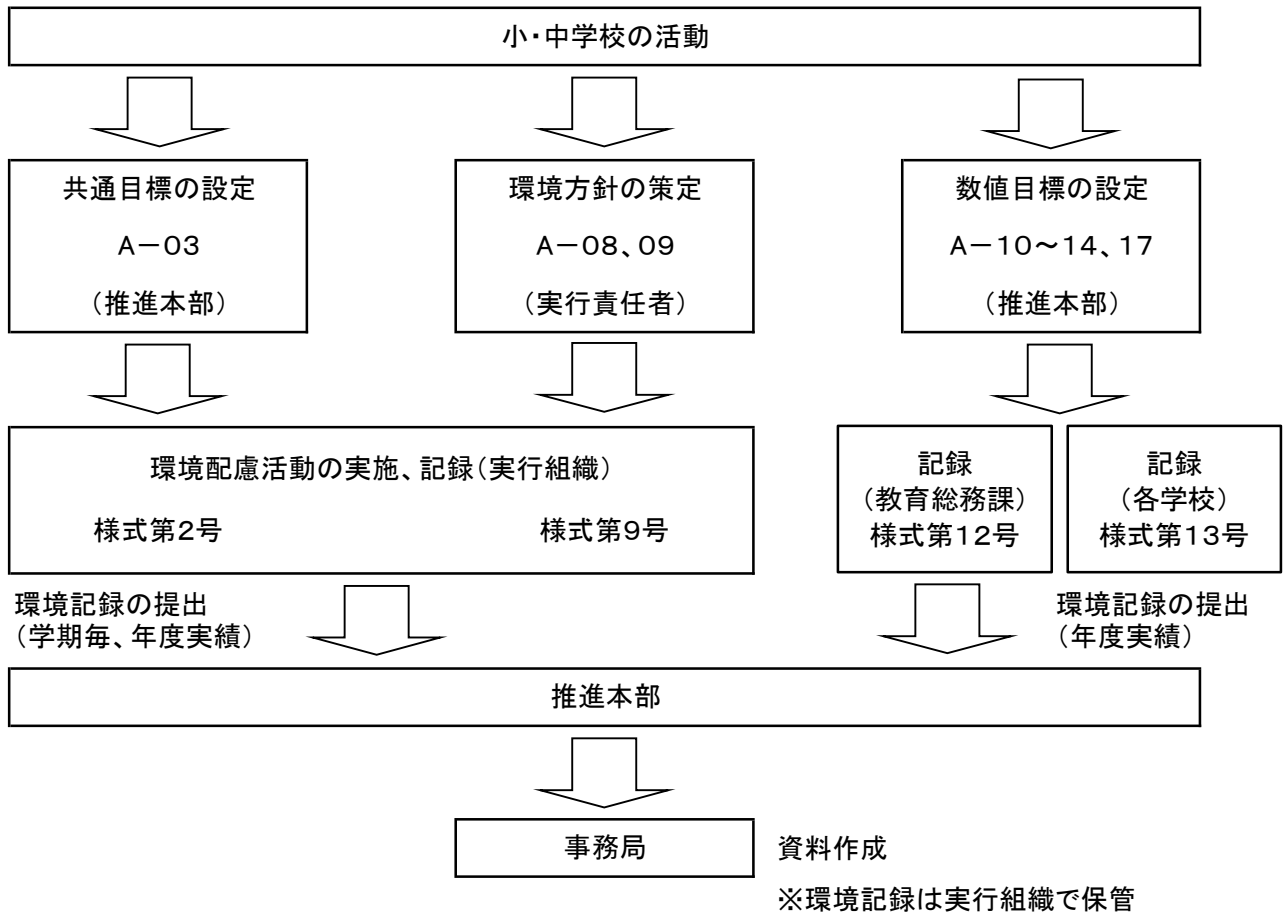 小・中学校の活動
共通目標の設定
A－03
（推進本部）
環境方針の策定
A－08、09
（実行責任者）
数値目標の設定
A－10～14、17
（推進本部）
環境配慮活動の実施、記録（実行組織）
様式第2号
様式第9号
記録
（教育総務課）
様式第12号
記録
（各学校）
様式第13号
環境記録の提出
（学期毎、年度実績）
環境記録の提出
（年度実績）
推進本部
事務局
資料作成
※環境記録は実行組織で保管